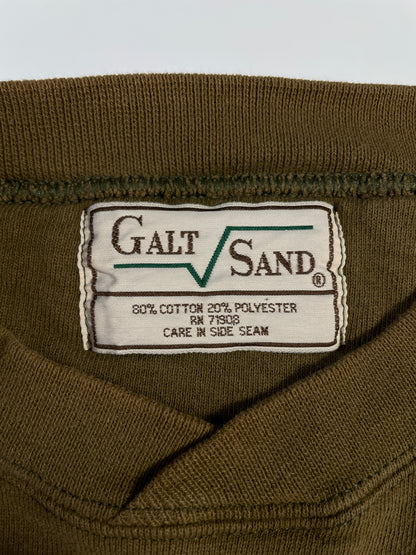 GALT
SAND ®
80% COTTON 20% POLYESTER
RN 71908
CARE IN SIDE SEAM